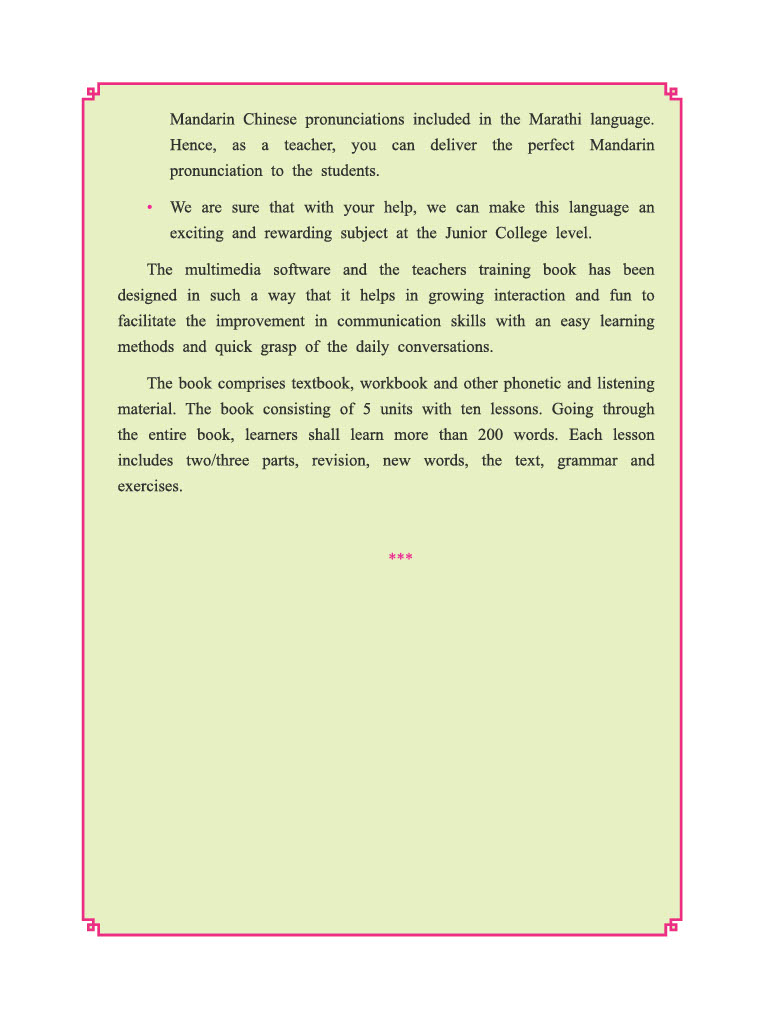 Mandarin Chinese pronunciations included in the Marathi language.
Hence, as a teacher, you can deliver the perfect Mandarin
pronunciation to the students.
• We are sure that with your help, we can make this language an
exciting and rewarding subject at the Junior College level.
The multimedia software and the teachers training book has been
designed in such a way that it helps in growing interaction and fun to
facilitate the improvement in communication skills with an easy learning
methods and quick grasp of the daily conversations.
The book comprises textbook, workbook and other phonetic and listening
material. The book consisting of 5 units with ten lessons. Going through
the entire book, learners shall learn more than 200 words. Each lesson
includes two/three parts, revision, new words, the text, grammar and
exercises.
***